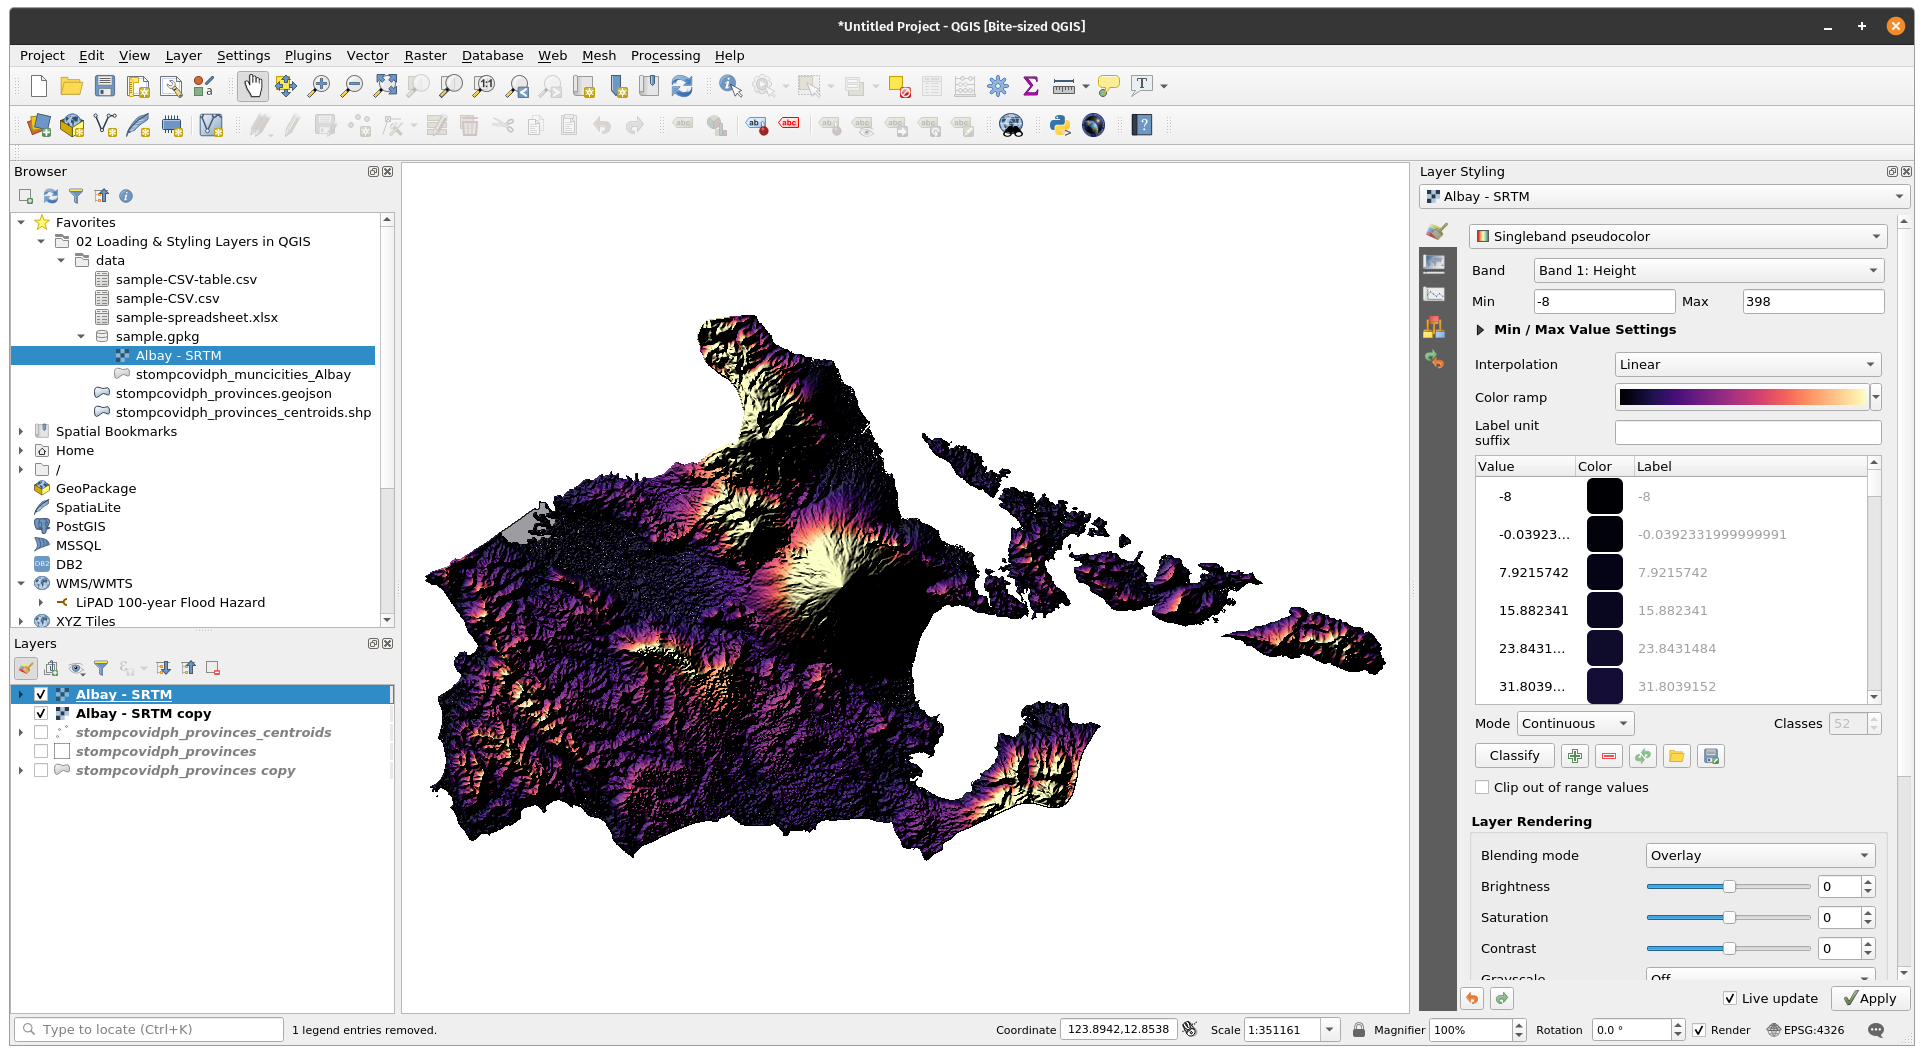 *Untitled Project - QGIS [Bite-sized QGIS]
Project Edit View Layer Settings Plugins Vector Raster Database Web Mesh Processing Help
Browser
Favorites
02 Loading & Styling Layers in QGIS
data
sample-CSV-table.csv
sample-CSV.csv
sample-spreadsheet.xlsx
sample.gpkg
Albay - SRTM
stompcovidph_muncicities_Albay
stompcovidph_provinces.geojson
stompcovidph_provinces_centroids.shp
Spatial Bookmarks
Home
/
GeoPackage
SpatiaLite
PostGIS
MSSQL
DB2
WMS/WMTS
LiPAD 100-year Flood Hazard
XYZ Tiles
Layers
Albay - SRTM
Albay - SRTM copy
stompcovidph_provinces_centroids
stompcovidph_provinces
stompcovidph_provinces copy
Layer Styling
Albay - SRTM
Singleband pseudocolor
Band Band 1: Height
Min -8 Max 398
Min / Max Value Settings
Interpolation Linear
Color ramp
Label unit
suffix
Value Color Label
-8 -8
-0.03923... -0.0392331999999991
7.9215742 7.9215742
15.882341 15.882341
23.8431... 23.8431484
31.8039... 31.8039152
Mode Continuous Classes 52
Classify
Clip out of range values
Layer Rendering
Blending mode Overlay
Brightness 0
Saturation 0
Contrast 0
Grayscale Off
Live update Apply
Type to locate (Ctrl+K) 1 legend entries removed. Coordinate 123.8942,12.8538 Scale 1:351161 Magnifier 100% Rotation 0.0 ° Render EPSG:4326